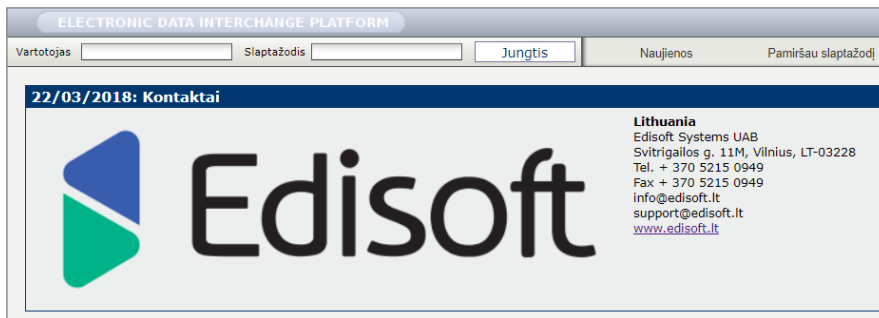 ELECTRONIC DATA INTERCHANGE PLATFORM
Vartotojas Slaptažodis Jungtis Naujienos Pamiršau slaptažodį
22/03/2018: Kontaktai
Edisoft
Lithuania
Edisoft Systems UAB
Svitrigailos g. 11M, Vilnius, LT-03228
Tel. + 370 5215 0949
Fax + 370 5215 0949
info@edisoft.lt
support@edisoft.lt
www.edisoft.lt